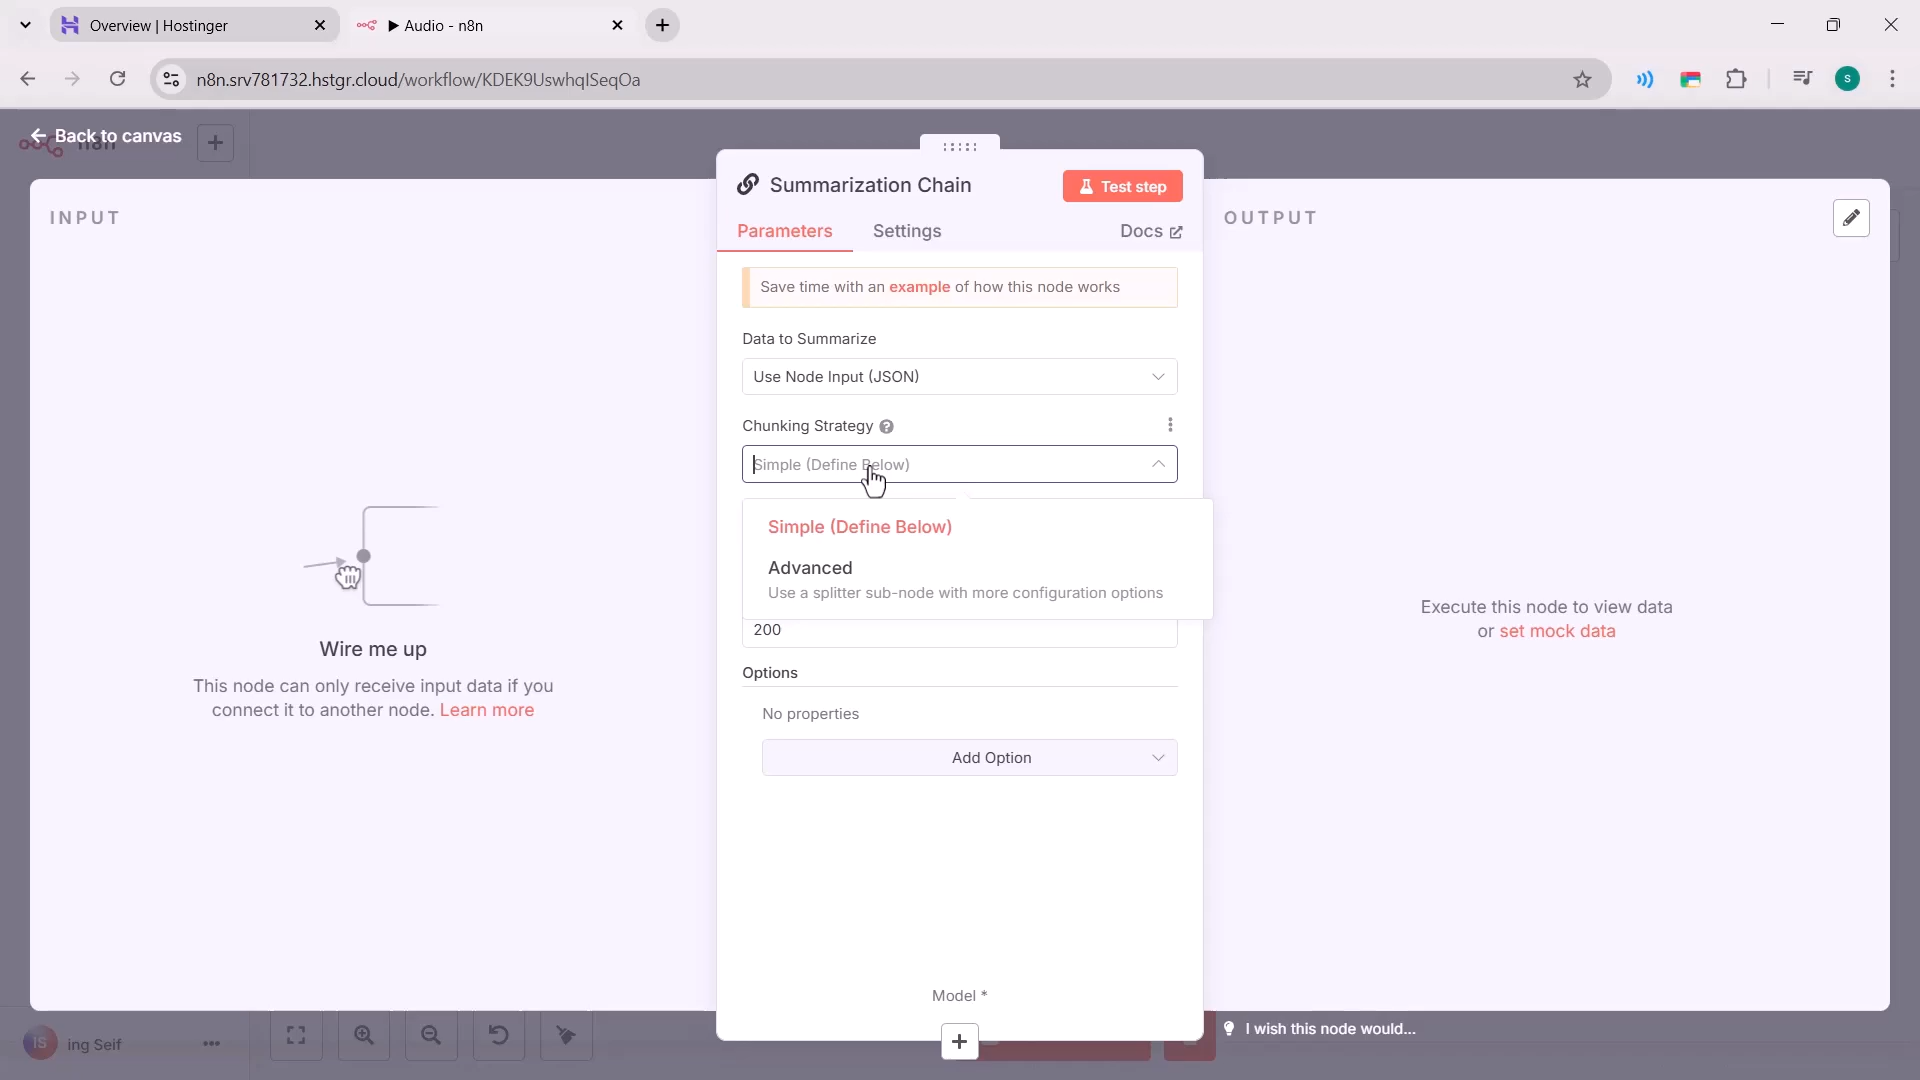 Overview | Hostinger
▶ Audio - n8n
n8n.srv781732.hstgr.cloud/workflow/KDEK9UswhqlSeqOa
S
Back to canvas
n8n
INPUT
Wire me up
This node can only receive input data if you
connect it to another node. Learn more
Summarization Chain
Test step
Parameters
Settings
Docs
Save time with an example of how this node works
Data to Summarize
Use Node Input (JSON)
Chunking Strategy
Simple (Define Below)
Simple (Define Below)
Advanced
Use a splitter sub-node with more configuration options
200
Options
No properties
Add Option
Model *
OUTPUT
Execute this node to view data
or set mock data
IS
ing Seif
I wish this node would...